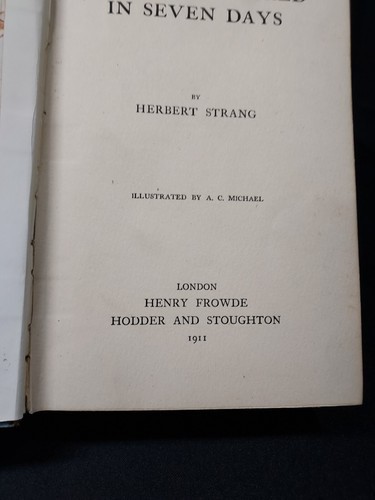 IN SEVEN DAYS
BY
HERBERT STRANG
ILLUSTRATED BY A. C. MICHAEL
LONDON
HENRY FROWDE
HODDER AND STOUGHTON
1911